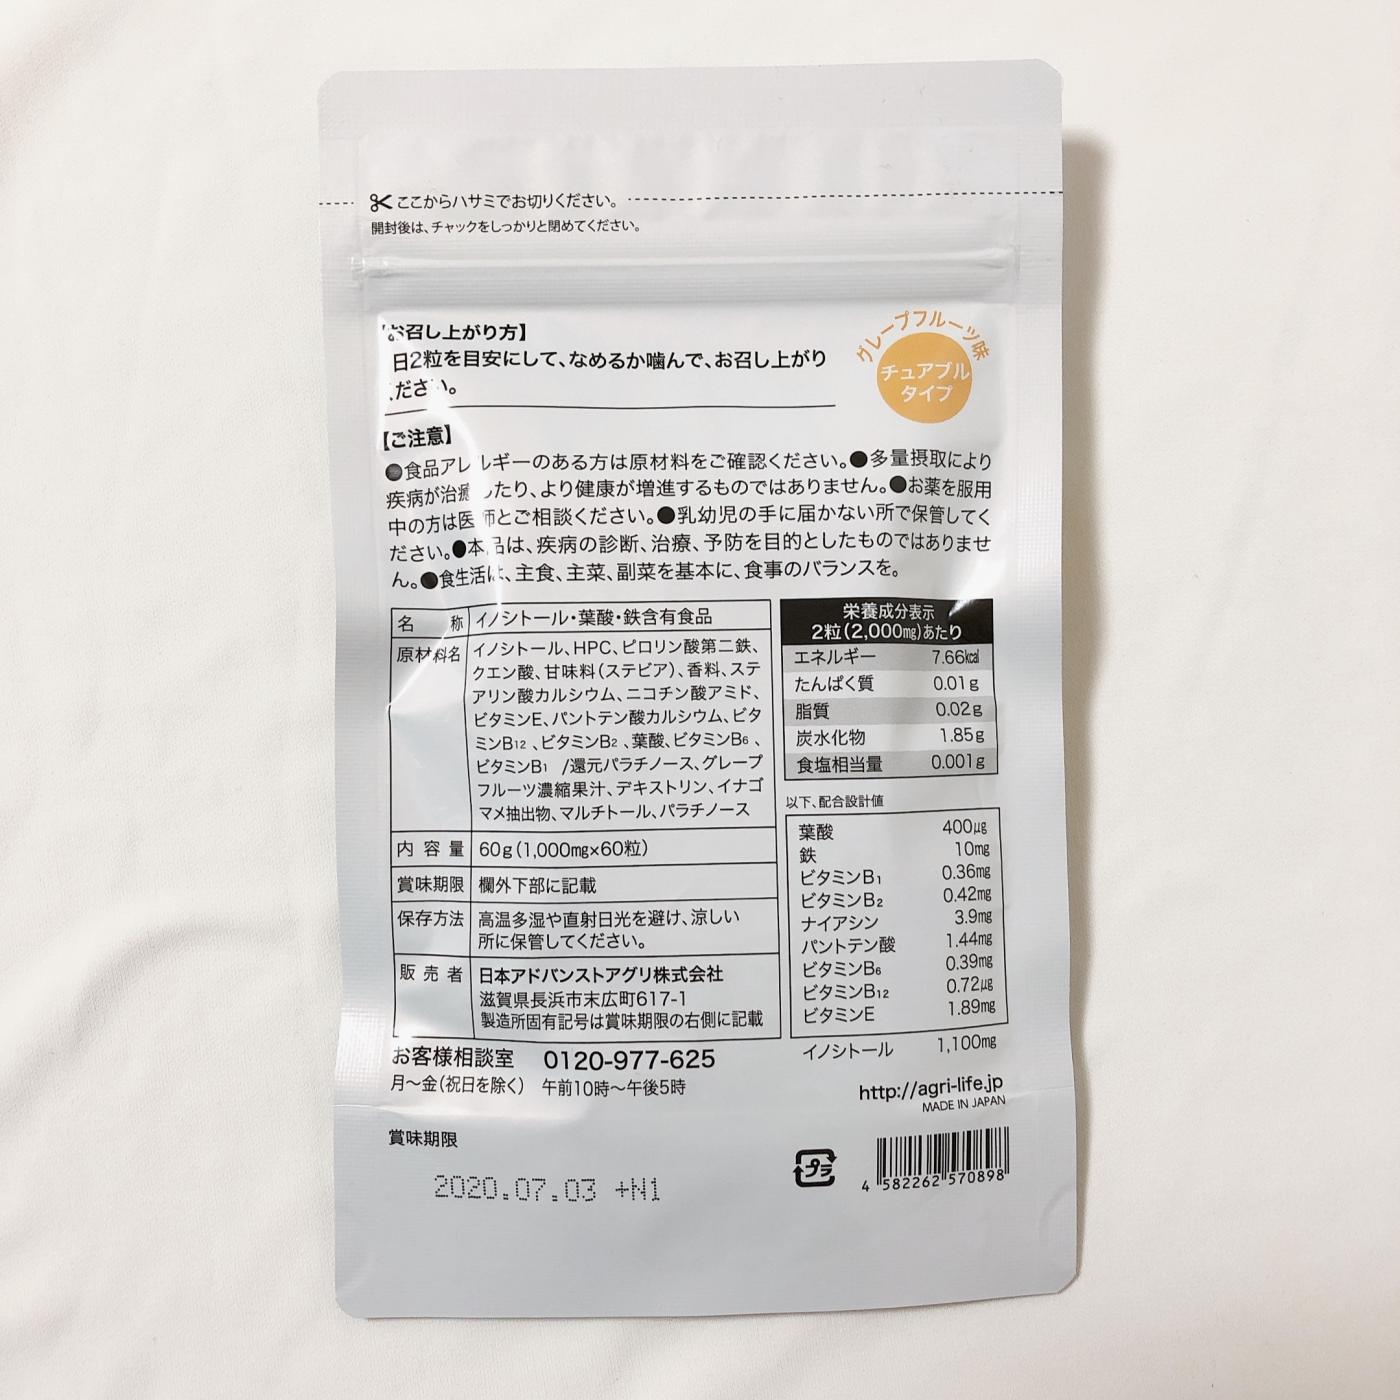 ここからハサミでお切りください。
開封後は、チャックをしっかりと閉めてください。
グレープフルーツ味
チュアブル
タイプ
【お召し上がり方】
日2粒を目安にして、なめるか噛んで、お召し上がり
ください。
【ご注意】
●食品アレルギーのある方は原材料をご確認ください。●多量摂取により
疾病が治癒したり、より健康が増進するものではありません。●お薬を服用
中の方は医師とご相談ください。●乳幼児の手に届かない所で保管してく
ださい。●本品は、疾病の診断、治療、予防を目的としたものではありませ
ん。●食生活は、主食、主菜、副菜を基本に、食事のバランスを。
名称 イノシトール・葉酸・鉄含有食品
原材料名 イノシトール、HPC、ピロリン酸第二鉄、
クエン酸、甘味料(ステビア)、香料、ステ
アリン酸カルシウム、ニコチン酸アミド、
ビタミンE、パントテン酸カルシウム、ビタ
ミンB12 、ビタミンB2 、葉酸、ビタミンB6 、
ビタミンB1 /還元パラチノース、グレープ
フルーツ濃縮果汁、デキストリン、イナゴ
マメ抽出物、マルチトール、パラチノース
内容量 60g(1,000mg×60粒)
賞味期限 欄外下部に記載
保存方法 高温多湿や直射日光を避け、涼しい
所に保管してください。
販売者 日本アドバンストアグリ株式会社
滋賀県長浜市末広町617-1
製造所固有記号は賞味期限の右側に記載
栄養成分表示
2粒(2,000mg)あたり
エネルギー 7.66kcal
たんぱく質 0.01g
脂質 0.02g
炭水化物 1.85g
食塩相当量 0.001g
以下、配合設計値
葉酸 400μg
鉄 10mg
ビタミンB1 0.36mg
ビタミンB2 0.42mg
ナイアシン 3.9mg
パントテン酸 1.44mg
ビタミンB6 0.39mg
ビタミンB12 0.72μg
ビタミンE 1.89mg
イノシトール 1,100mg
お客様相談室 0120-977-625
月～金(祝日を除く) 午前10時～午後5時
http://agri-life.jp
MADE IN JAPAN
賞味期限
2020.07.03 +N1
プラ
4 582262 570898